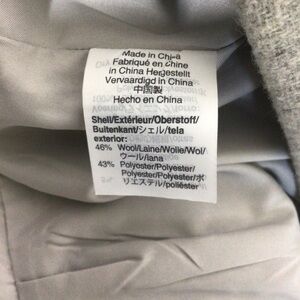 Made in China
Fabriqué en Chine
in China Hergestellt
Vervaardigd in China
中国製
Hecho en China
Shell/Extérieur/Oberstoff/
Buitenkant/シェル/tela
exterior:
46% Wool/Laine/Wolle/Wol/
ウール/lana
43% Polyester/Polyester/
Polyester/Polyester/ポ
リエステル/poliéster